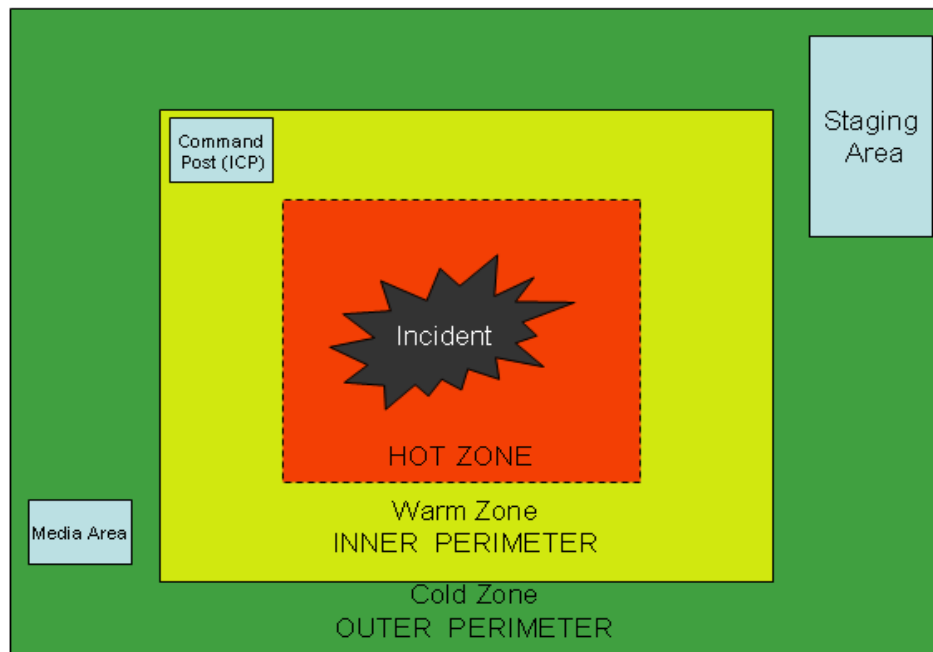 Command
Post (ICP)
Staging
Area
Incident
HOT ZONE
Media Area
Warm Zone
INNER PERIMETER
Cold Zone
OUTER PERIMETER